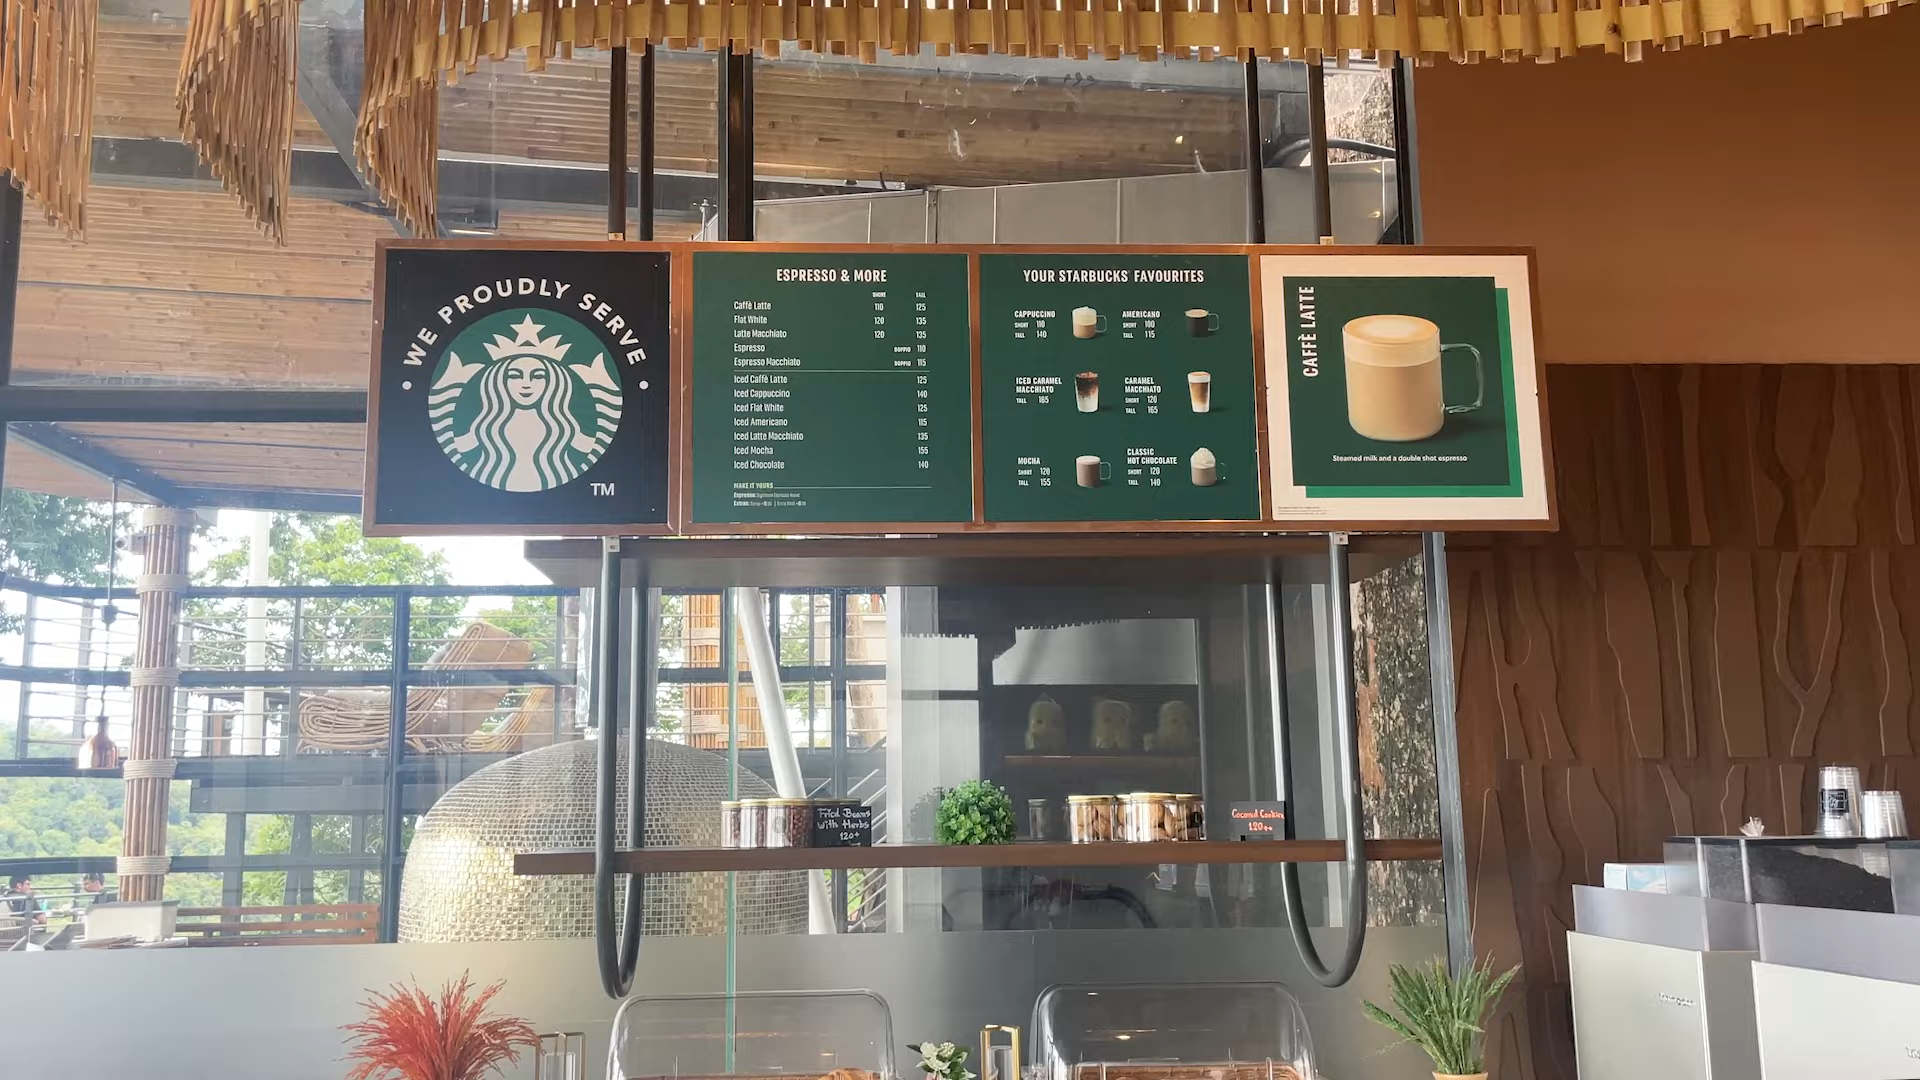 WE PROUDLY SERVE
TM
ESPRESSO & MORE
SHORT TALL
Caffè Latte 110 125
Flat White 120 135
Latte Macchiato 120 135
Espresso DOPPIO 110
Espresso Macchiato DOPPIO 115
Iced Caffè Latte 125
Iced Cappuccino 140
Iced Flat White 125
Iced Americano 115
Iced Latte Macchiato 135
Iced Mocha 155
Iced Chocolate 140
MAKE IT YOURS
YOUR STARBUCKS FAVOURITES
CAPPUCCINO
SHORT 110
TALL 140
AMERICANO
SHORT 100
TALL 115
ICED CARAMEL
MACCHIATO
TALL 165
CARAMEL
MACCHIATO
SHORT 120
TALL 165
MOCHA
SHORT 120
TALL 155
CLASSIC
HOT CHOCOLATE
SHORT 120
TALL 140
CAFFÈ LATTE
Steamed milk and a double shot espresso
Fried Beans
With Herbs
120+
Coconut Cookies
120++